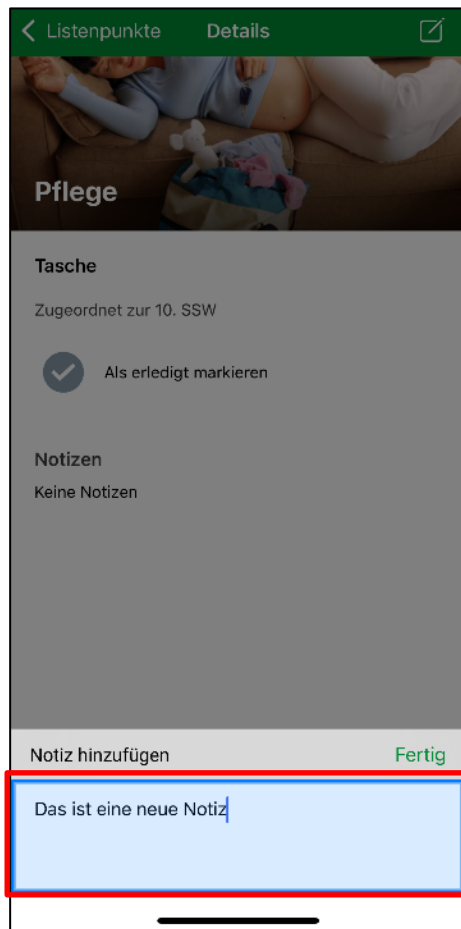 Listenpunkte Details
Pflege
Tasche
Zugeordnet zur 10. SSW
Als erledigt markieren
Notizen
Keine Notizen
Notiz hinzufügen Fertig
Das ist eine neue Notiz